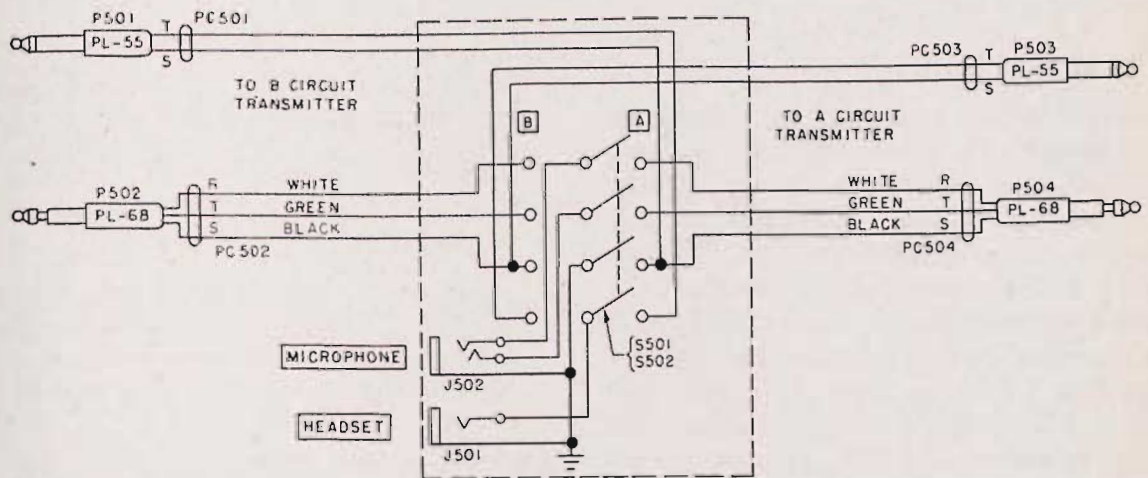 P501
PL-55
T
S
PC501
TO B CIRCUIT
TRANSMITTER
PC503
T
S
P503
PL-55
TO A CIRCUIT
TRANSMITTER
B
A
P502
PL-68
R
T
S
WHITE
GREEN
BLACK
PC502
WHITE R
GREEN T
BLACK S
PC504
P504
PL-68
S501
S502
MICROPHONE
J502
HEADSET
J501